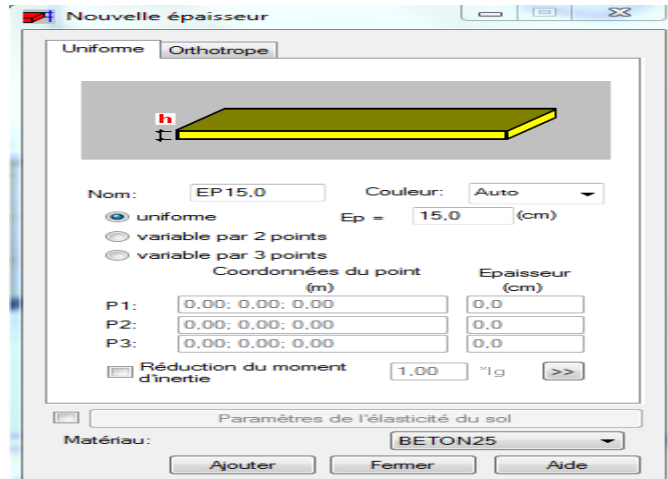 Nouvelle épaisseur
Uniforme Orthotrope
h
Nom: EP15,0 Couleur: Auto
uniforme Ep = 15,0 (cm)
variable par 2 points
variable par 3 points
Coordonnées du point Epaisseur
(m) (cm)
P1: 0,00; 0,00; 0,00 0,0
P2: 0,00; 0,00; 0,00 0,0
P3: 0,00; 0,00; 0,00 0,0
Réduction du moment 1,00 *Ig >>
d'inertie
Paramètres de l'élasticité du sol
Matériau: BETON25
Ajouter Fermer Aide